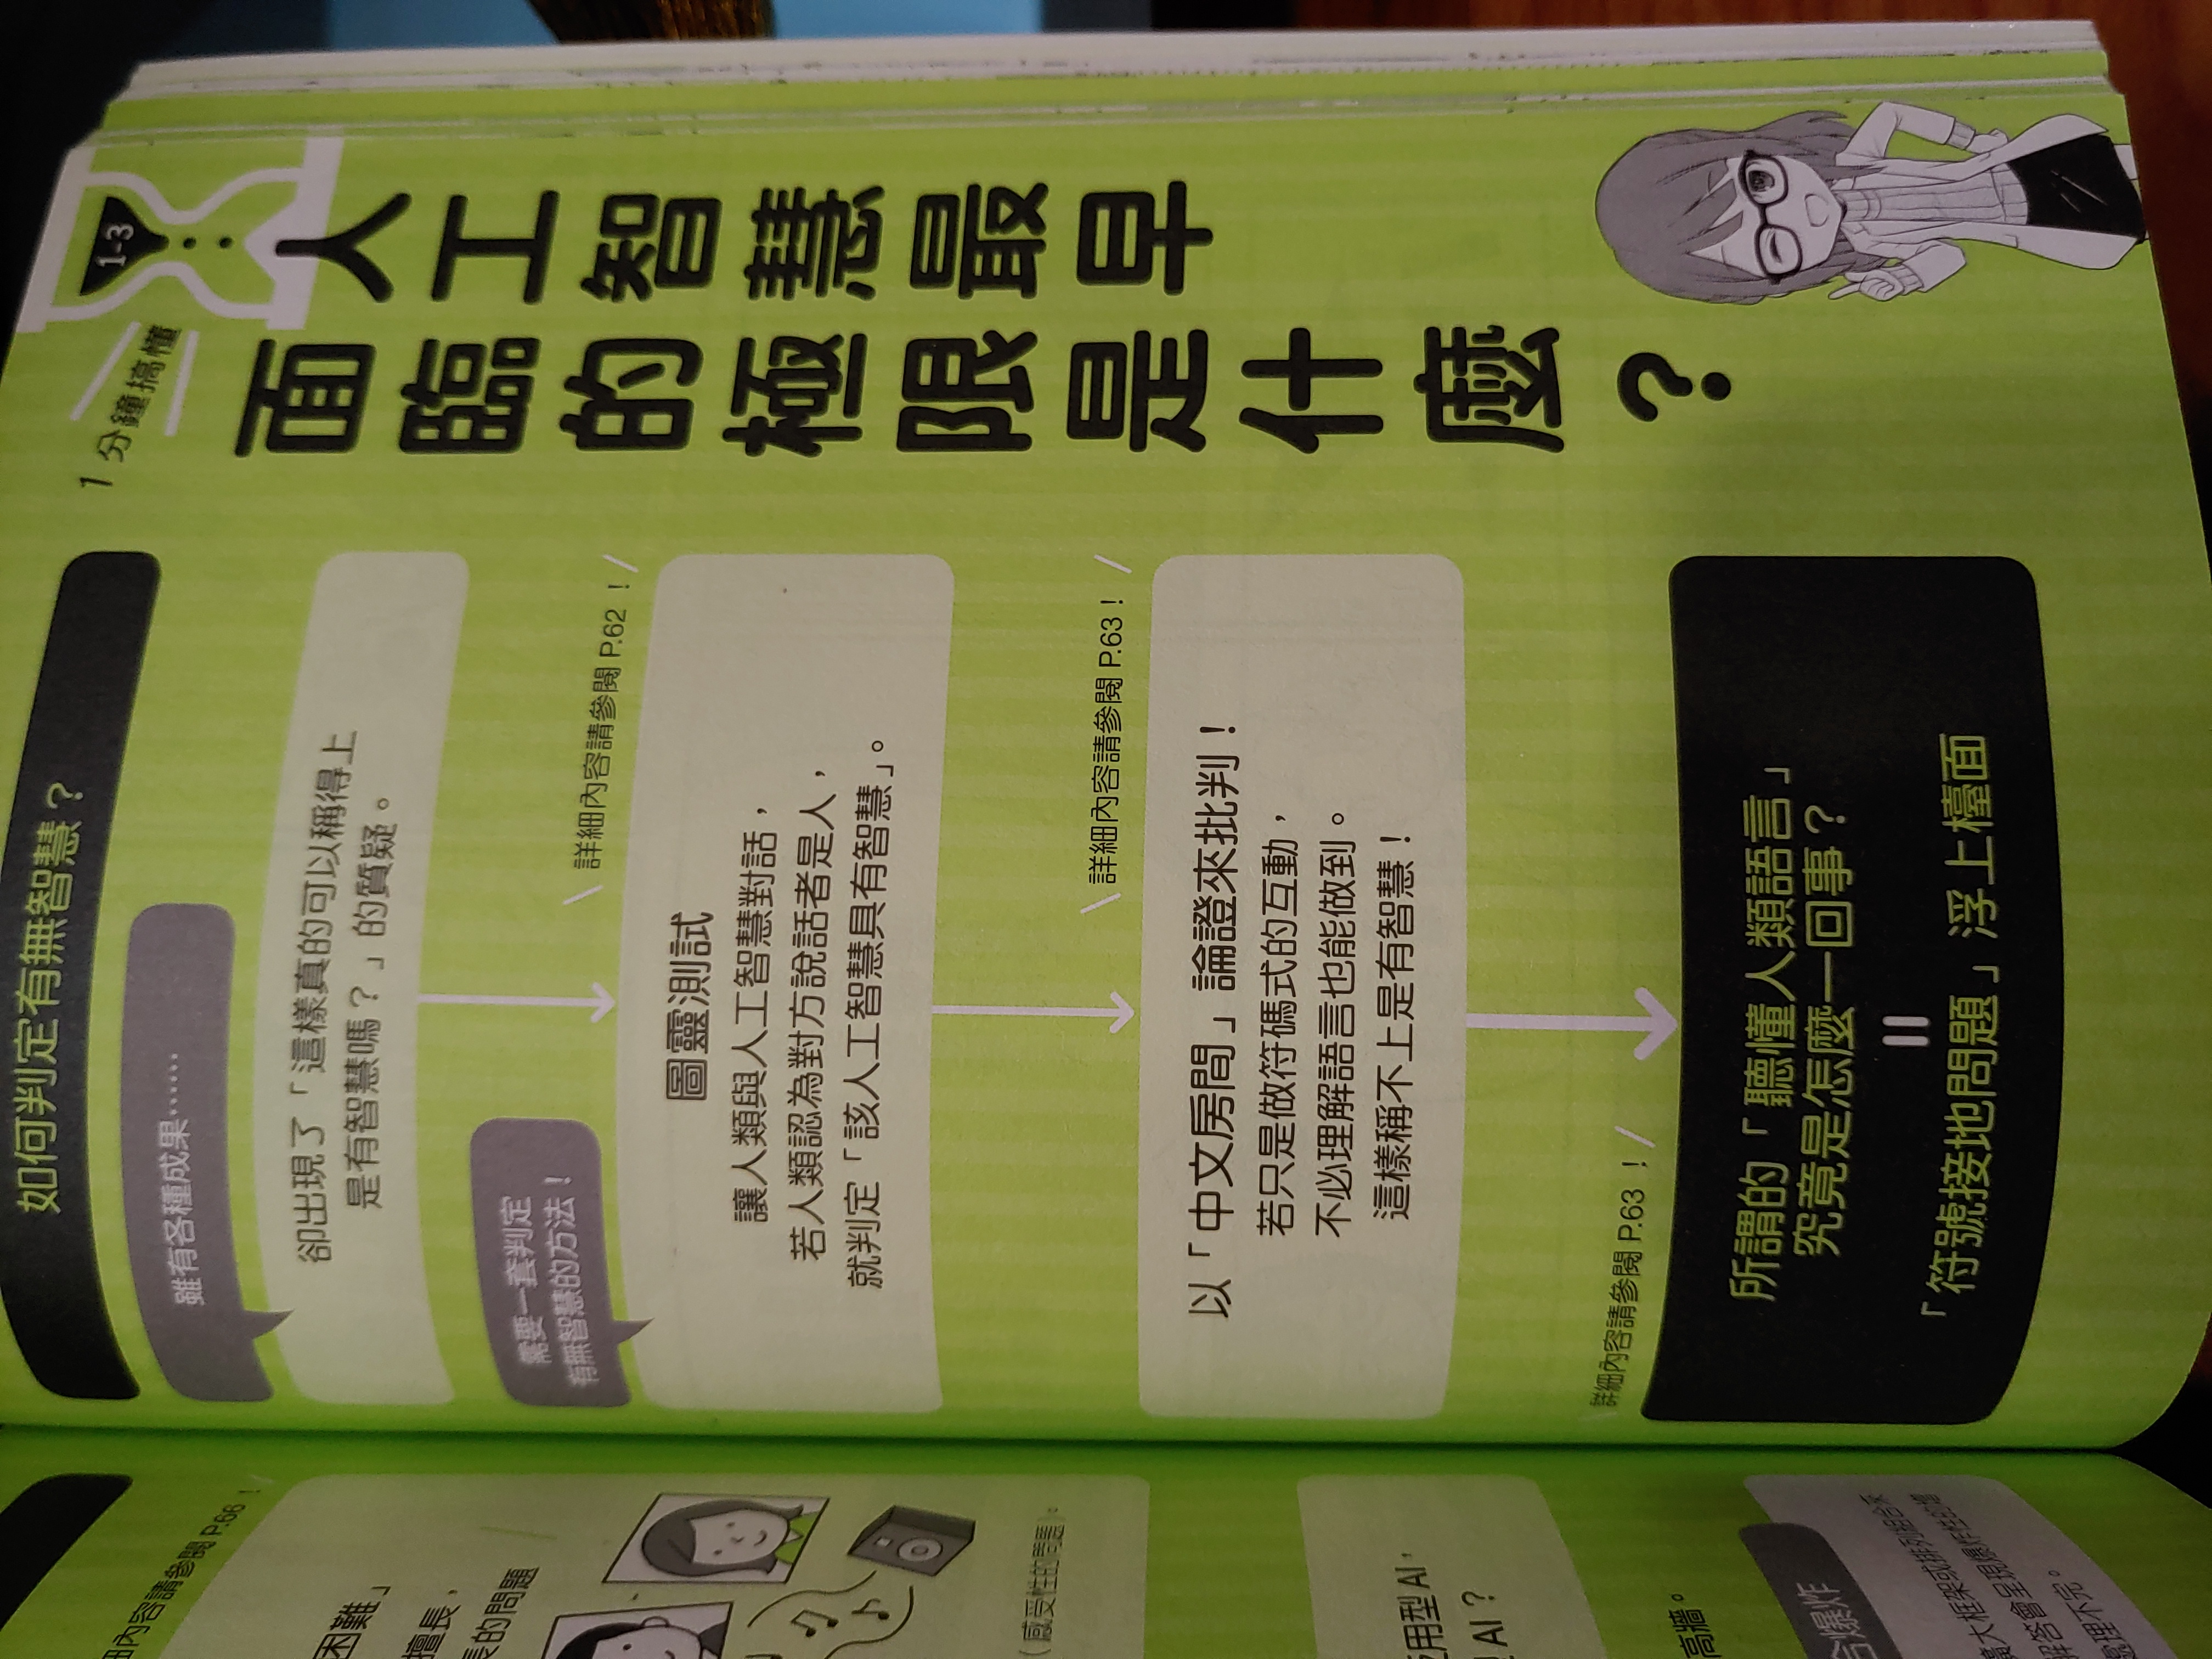 1-3
1分鐘搞懂
人工智慧最早
面臨的極限是什麼？
如何判定有無智慧？
雖有各種成果……
卻出現了「這樣真的可以稱得上
是有智慧嗎？」的質疑。
需要一套判定
有無智慧的方法！
詳細內容請參閱 P.62 ！
圖靈測試
讓人類與人工智慧對話，
若人類認為對方說話者是人，
就判定「該人工智慧具有智慧」。
詳細內容請參閱 P.63！
以「中文房間」論證來批判！
若只是做符碼式的互動，
不必理解語言也能做到。
這樣稱不上是有智慧！
詳細內容請參閱 P.63 ！
所謂的「聽懂人類語言」
究竟是怎麼一回事？
=
「符號接地問題」浮上檯面
細內容請參閱 P.66 ！
困難」
擅長，
長的問題
（感受性的問題）。
用型 AI，
AI？
高牆。
合爆炸
擴大框架或排列組合來
解答會呈現爆炸性的增
處理不完。